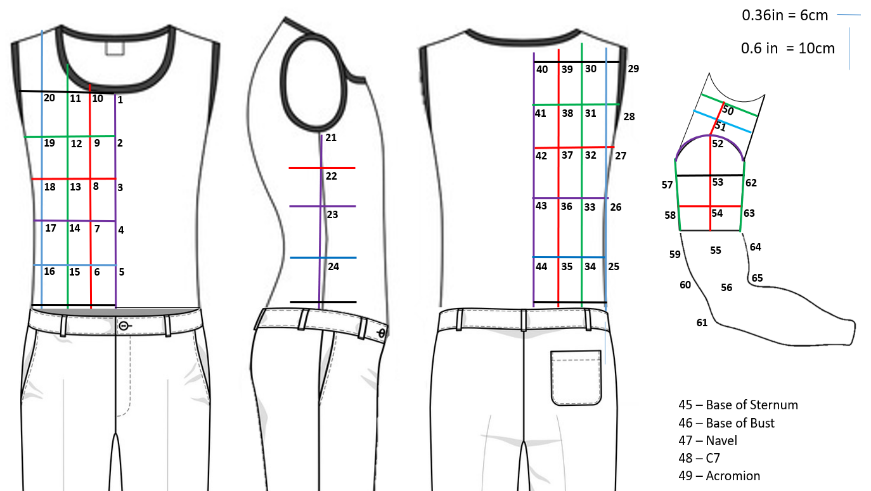 0.36in = 6cm
0.6 in = 10cm
20 11 10 1
19 12 9 2
18 13 8 3
17 14 7 4
16 15 6 5
21
22
23
24
40 39 30 29
41 38 31 28
42 37 32 27
43 36 33 26
44 35 34 25
50
51
52
57 53 62
58 54 63
59 55 64
60 56 65
61
45 – Base of Sternum
46 – Base of Bust
47 – Navel
48 – C7
49 – Acromion